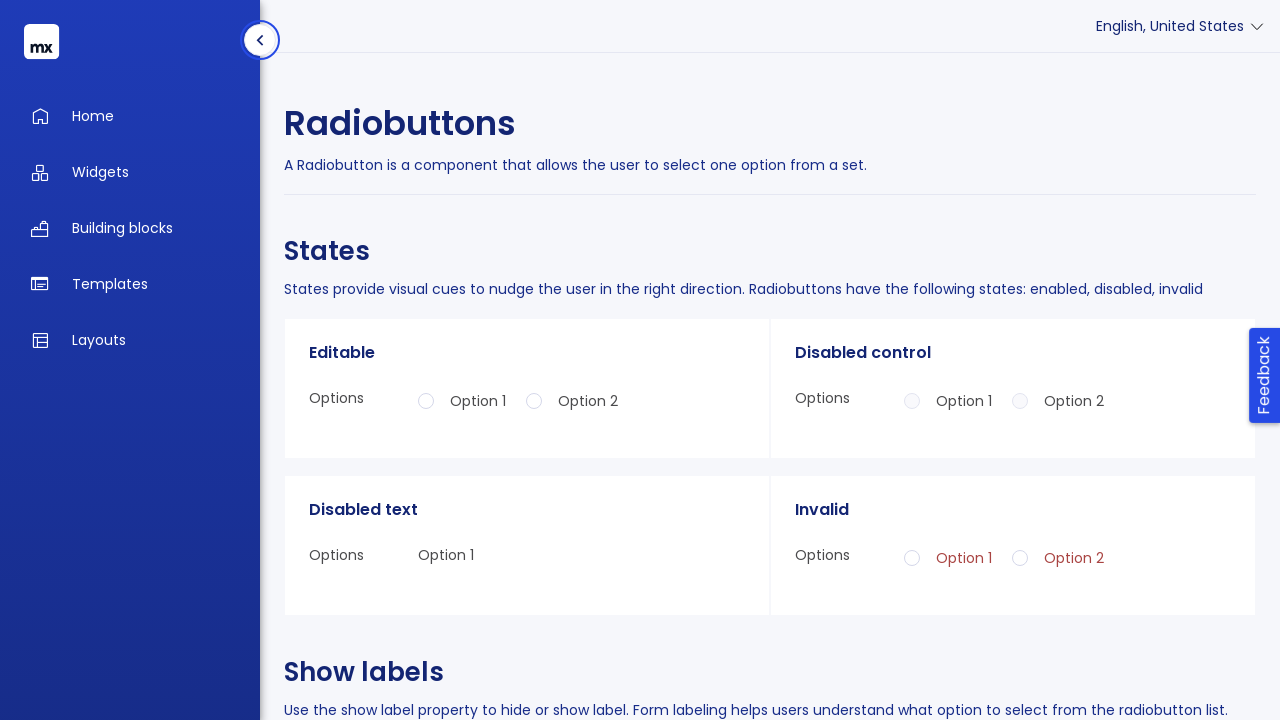 mx
Home
Widgets
Building blocks
Templates
Layouts
English, United States
Radiobuttons
A Radiobutton is a component that allows the user to select one option from a set.
States
States provide visual cues to nudge the user in the right direction. Radiobuttons have the following states: enabled, disabled, invalid
Editable
Options Option 1 Option 2
Disabled control
Options Option 1 Option 2
Disabled text
Options Option 1
Invalid
Options Option 1 Option 2
Feedback
Show labels
Use the show label property to hide or show label. Form labeling helps users understand what option to select from the radiobutton list.